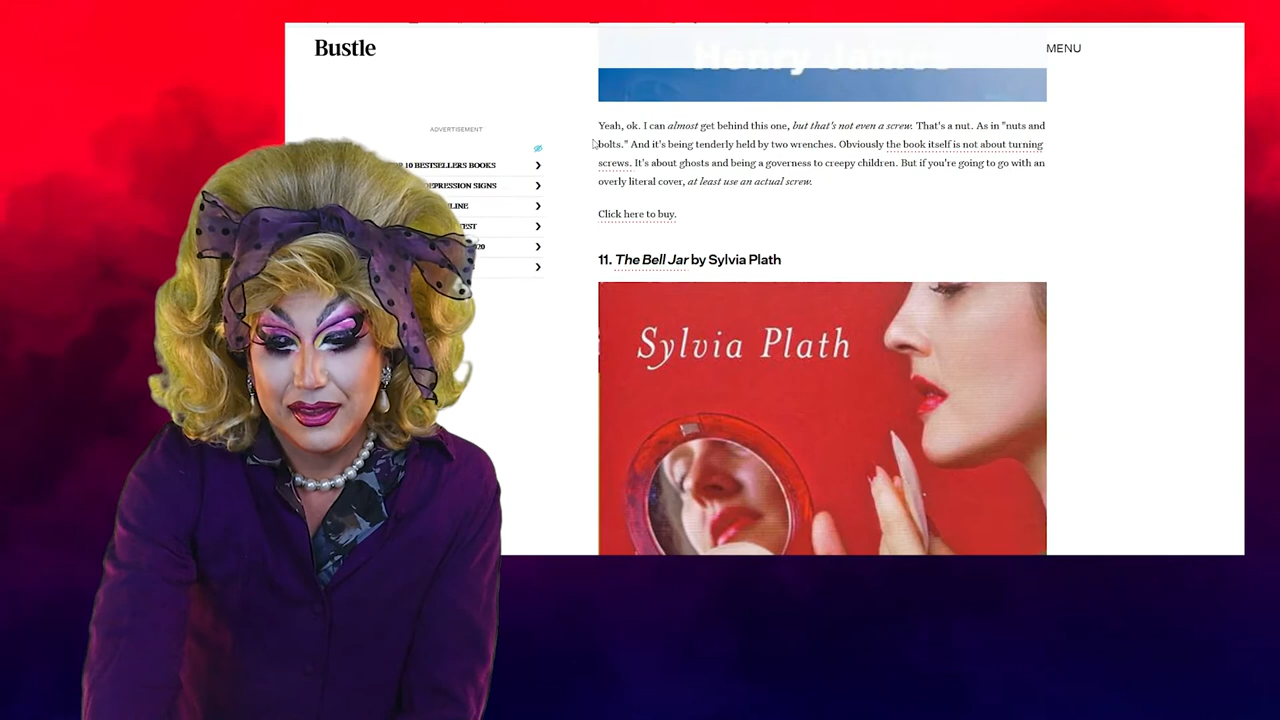 Bustle
MENU
Henry James
ADVERTISEMENT
10 BESTSELLERS BOOKS
DEPRESSION SIGNS
Yeah, ok. I can almost get behind this one, but that's not even a screw. That's a nut. As in "nuts and
bolts." And it's being tenderly held by two wrenches. Obviously the book itself is not about turning
screws. It's about ghosts and being a governess to creepy children. But if you're going to go with an
overly literal cover, at least use an actual screw.
Click here to buy.
11. The Bell Jar by Sylvia Plath
Sylvia Plath